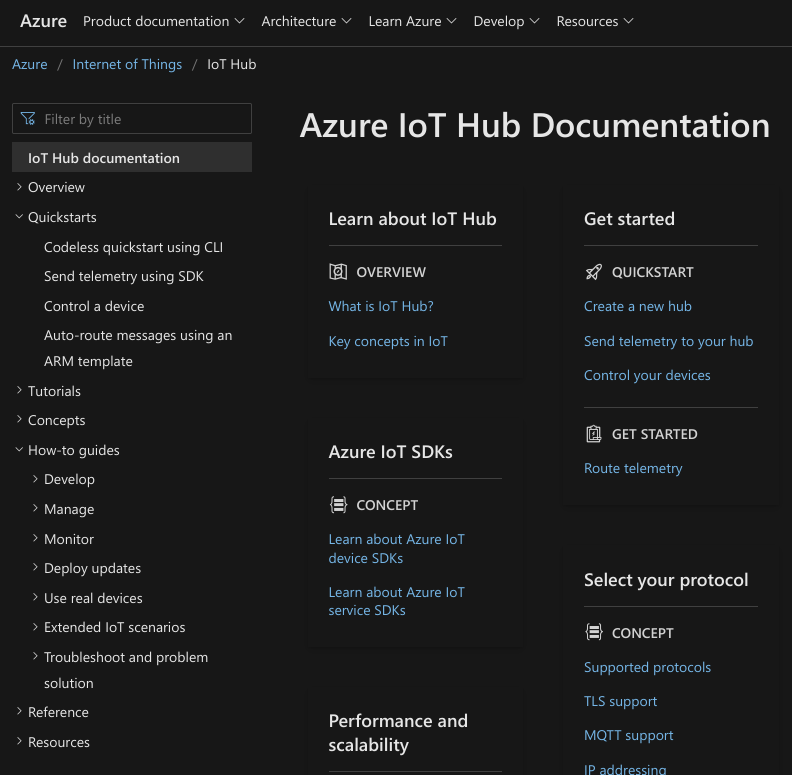 Azure Product documentation Architecture Learn Azure Develop Resources
Azure / Internet of Things / IoT Hub
Filter by title
IoT Hub documentation
Overview
Quickstarts
Codeless quickstart using CLI
Send telemetry using SDK
Control a device
Auto-route messages using an
ARM template
Tutorials
Concepts
How-to guides
Develop
Manage
Monitor
Deploy updates
Use real devices
Extended IoT scenarios
Troubleshoot and problem
solution
Reference
Resources
Azure IoT Hub Documentation
Learn about IoT Hub
OVERVIEW
What is IoT Hub?
Key concepts in IoT
Azure IoT SDKs
CONCEPT
Learn about Azure IoT
device SDKs
Learn about Azure IoT
service SDKs
Performance and
scalability
Get started
QUICKSTART
Create a new hub
Send telemetry to your hub
Control your devices
GET STARTED
Route telemetry
Select your protocol
CONCEPT
Supported protocols
TLS support
MQTT support
IP addressing